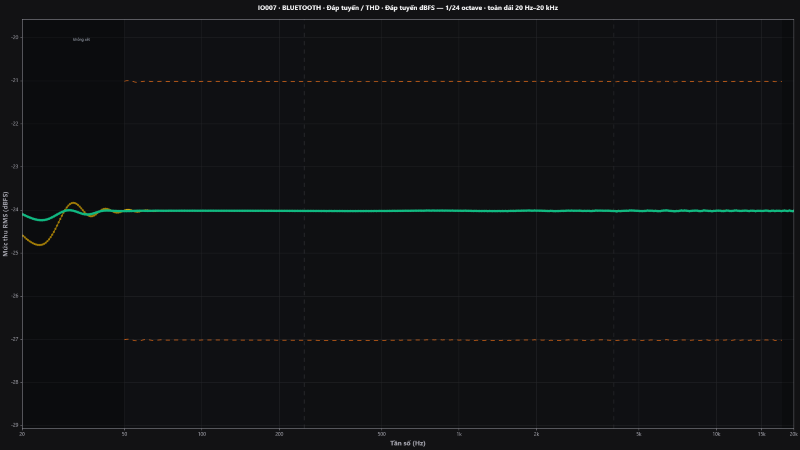 IO007 · BLUETOOTH · Đáp tuyến / THD · Đáp tuyến dBFS — 1/24 octave · toàn dải 20 Hz–20 kHz
không xét
-20
-21
-22
-23
-24
-25
-26
-27
-28
-29
Mức thu RMS (dBFS)
20
50
100
200
500
1k
2k
5k
10k
15k
20k
Tần số (Hz)